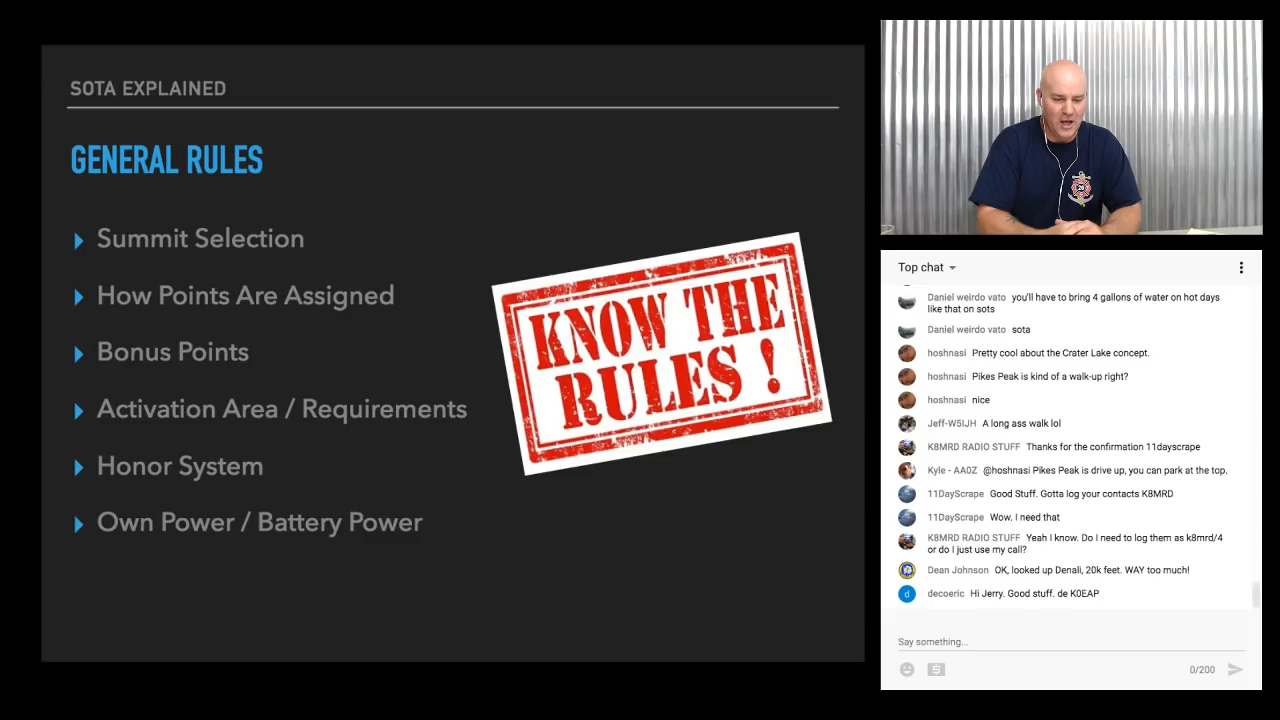 SOTA EXPLAINED
GENERAL RULES
Summit Selection
How Points Are Assigned
Bonus Points
Activation Area / Requirements
Honor System
Own Power / Battery Power
KNOW THE
RULES !
20
Top chat
Daniel weirdo vato you'll have to bring 4 gallons of water on hot days
like that on sots
Daniel weirdo vato sota
hoshnasi Pretty cool about the Crater Lake concept.
hoshnasi Pikes Peak is kind of a walk-up right?
hoshnasi nice
Jeff-W5IJH A long ass walk lol
K8MRD RADIO STUFF Thanks for the confirmation 11dayscrape
Kyle - AA0Z @hoshnasi Pikes Peak is drive up, you can park at the top.
11DayScrape Good Stuff. Gotta log your contacts K8MRD
11DayScrape Wow. I need that
K8MRD RADIO STUFF Yeah I know. Do I need to log them as k8mrd/4
or do I just use my call?
Dean Johnson OK, looked up Denali, 20k feet. WAY too much!
d
decoeric Hi Jerry. Good stuff. de K0EAP
Say something...
$
0/200